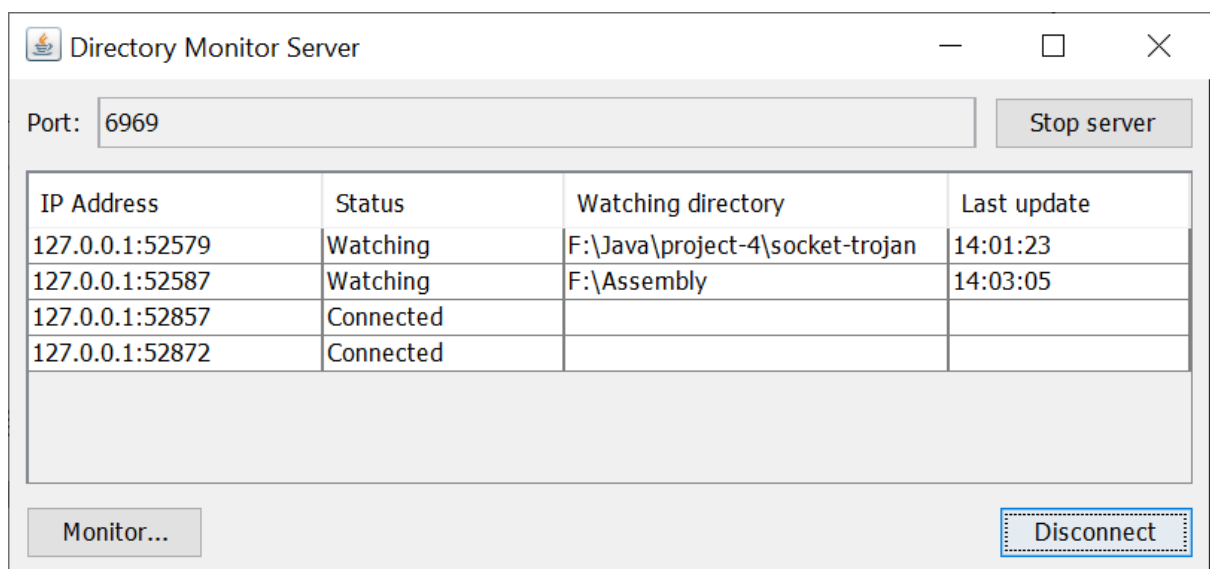 Directory Monitor Server
Port: 6969 Stop server
IP Address Status Watching directory Last update
127.0.0.1:52579 Watching F:\Java\project-4\socket-trojan 14:01:23
127.0.0.1:52587 Watching F:\Assembly 14:03:05
127.0.0.1:52857 Connected
127.0.0.1:52872 Connected
Monitor... Disconnect